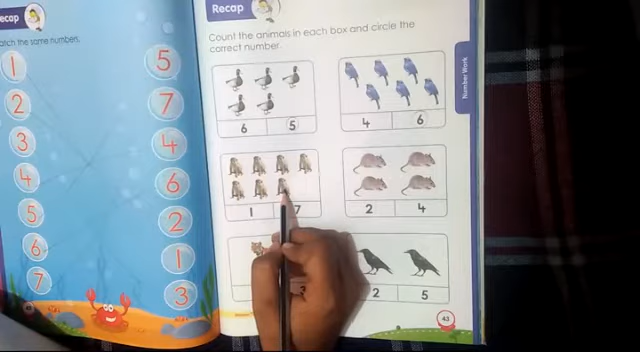 ecap
atch the same numbers.
1 5
2 7
3 4
4 6
5 2
6 1
7 3
Recap
Count the animals in each box and circle the
correct number.
6 5
4 6
1 7
2 4
3
2 5
Number Work
43